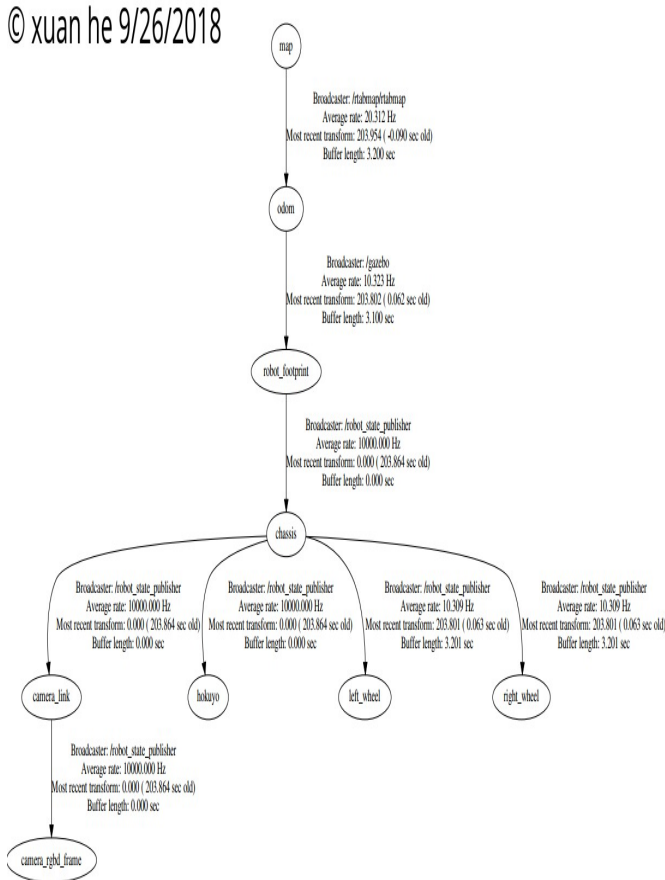 © xuan he 9/26/2018
map
Broadcaster: /rtabmap/rtabmap
Average rate: 20.312 Hz
Most recent transform: 203.954 ( -0.090 sec old)
Buffer length: 3.200 sec
odom
Broadcaster: /gazebo
Average rate: 10.323 Hz
Most recent transform: 203.802 ( 0.062 sec old)
Buffer length: 3.100 sec
robot_footprint
Broadcaster: /robot_state_publisher
Average rate: 10000.000 Hz
Most recent transform: 0.000 ( 203.864 sec old)
Buffer length: 0.000 sec
chassis
Broadcaster: /robot_state_publisher
Average rate: 10000.000 Hz
Most recent transform: 0.000 ( 203.864 sec old)
Buffer length: 0.000 sec
Broadcaster: /robot_state_publisher
Average rate: 10000.000 Hz
Most recent transform: 0.000 ( 203.864 sec old)
Buffer length: 0.000 sec
Broadcaster: /robot_state_publisher
Average rate: 10.309 Hz
Most recent transform: 203.801 ( 0.063 sec old)
Buffer length: 3.201 sec
Broadcaster: /robot_state_publisher
Average rate: 10.309 Hz
Most recent transform: 203.801 ( 0.063 sec old)
Buffer length: 3.201 sec
camera_link
hokuyo
left_wheel
right_wheel
Broadcaster: /robot_state_publisher
Average rate: 10000.000 Hz
Most recent transform: 0.000 ( 203.864 sec old)
Buffer length: 0.000 sec
camera_rgbd_frame